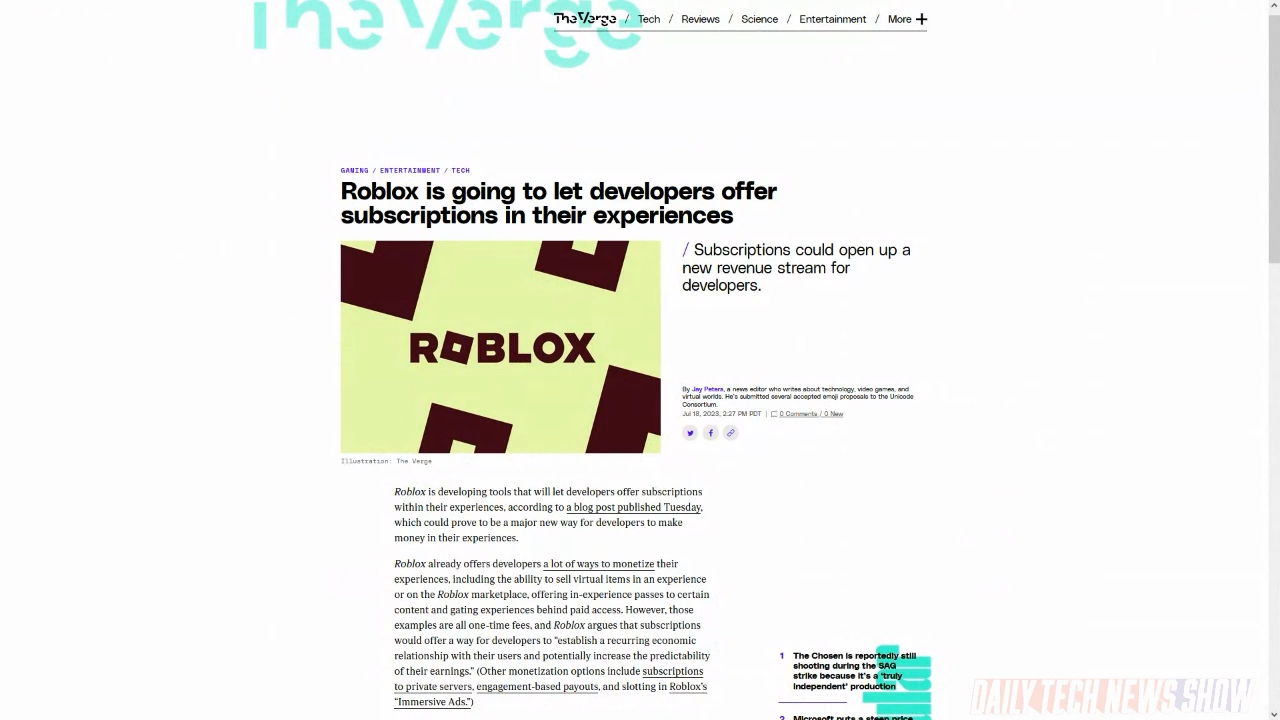 The Verge
TheVerge / Tech / Reviews / Science / Entertainment / More +
GAMING / ENTERTAINMENT / TECH
Roblox is going to let developers offer
subscriptions in their experiences
ROBLOX
/ Subscriptions could open up a
new revenue stream for
developers.
By Jay Peters, a news editor who writes about technology, video games, and
virtual worlds. He's submitted several accepted emoji proposals to the Unicode
Consortium.
Jul 18, 2023, 2:27 PM PDT | 0 Comments / 0 New
Illustration: The Verge
Roblox is developing tools that will let developers offer subscriptions
within their experiences, according to a blog post published Tuesday,
which could prove to be a major new way for developers to make
money in their experiences.
Roblox already offers developers a lot of ways to monetize their
experiences, including the ability to sell virtual items in an experience
or on the Roblox marketplace, offering in-experience passes to certain
content and gating experiences behind paid access. However, those
examples are all one-time fees, and Roblox argues that subscriptions
would offer a way for developers to “establish a recurring economic
relationship with their users and potentially increase the predictability
of their earnings.” (Other monetization options include subscriptions
to private servers, engagement-based payouts, and slotting in Roblox’s
“Immersive Ads.”)
1 The Chosen is reportedly still
shooting during the SAG
strike because it’s a ‘truly
independent’ production
2 Microsoft puts a steep price
DAILY TECH NEWS SHOW